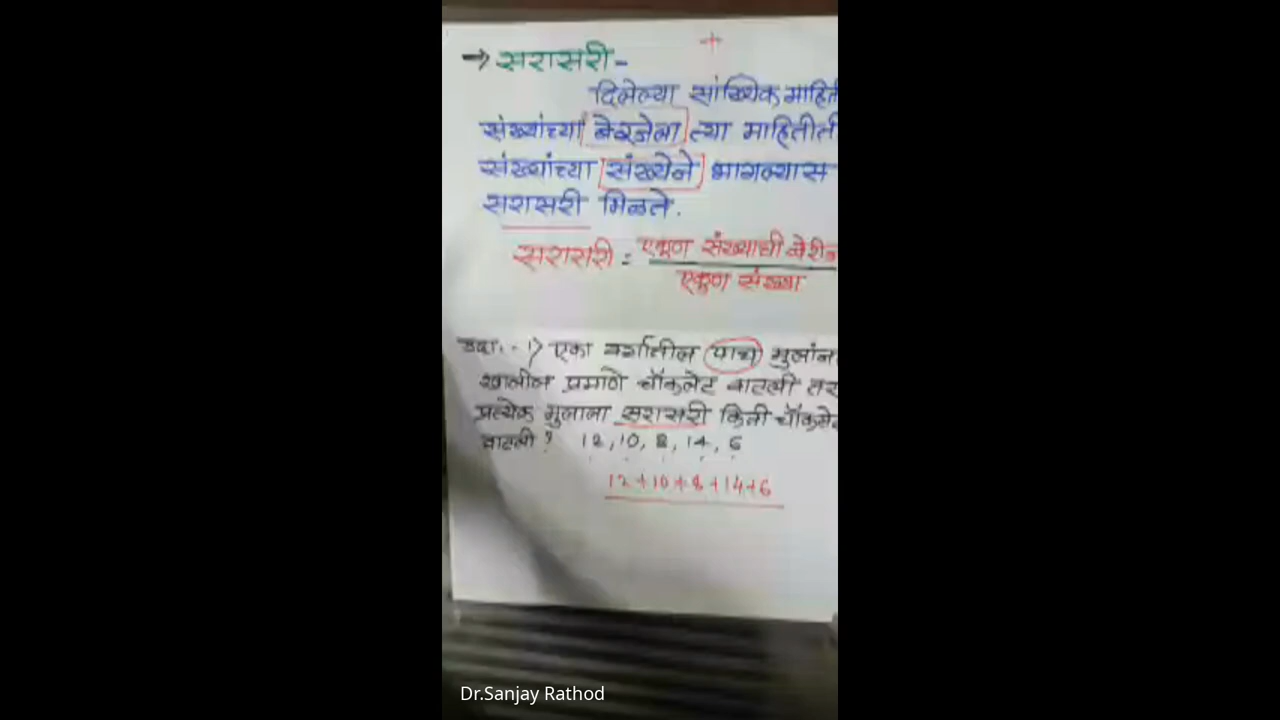 → सरासरी -
दिलेल्या सांख्यिक माहिती
संख्यांच्या बेरजेला त्या माहितीती
संख्यांच्या संख्येने भागल्यास
सरासरी मिळते.
सरासरी = एकूण संख्याची बेरीज
एकुण संख्या
उदा. - 1) एका वर्गातील पाच मुलांन
खालील प्रमाणे चॉकलेट वाटली तर
प्रत्येक मुलाला सरासरी किती चॉकले
वाटली? 12, 10, 8, 14, 6
12+10+8+14+6
Dr.Sanjay Rathod